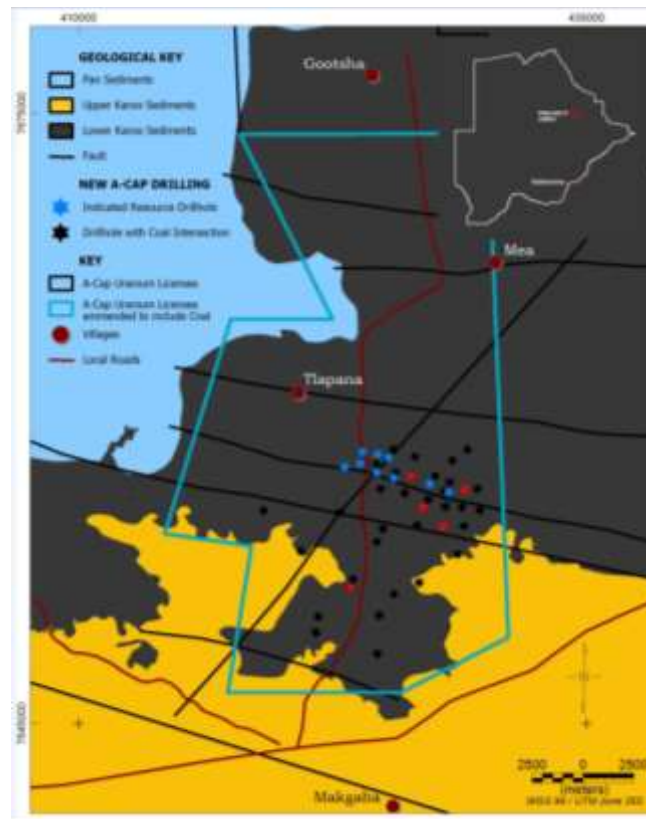 410000
GEOLOGICAL KEY
Pan Sediments
Upper Karoo Sediments
Lower Karoo Sediments
Fault
NEW A-CAP DRILLING
Indicated Resource Drillhole
Drillhole with Coal Intersection
KEY
A-Cap Uranium Licenses
A-Cap Uranium Licenses
ammended to include Coal
Villages
Local Roads
Gootsha
Mea
Tlapana
Makgaba
2500 0 2500
(meters)